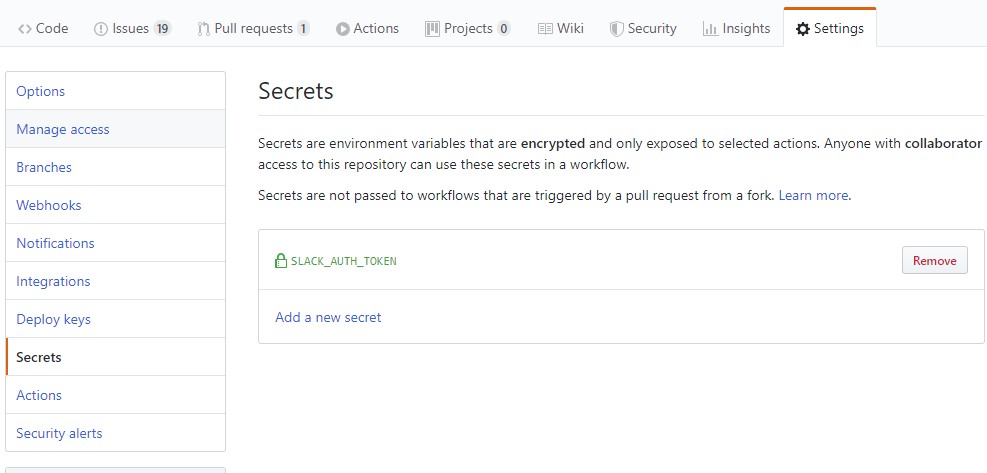 Code Issues 19 Pull requests 1 Actions Projects 0 Wiki Security Insights Settings
Options
Manage access
Branches
Webhooks
Notifications
Integrations
Deploy keys
Secrets
Actions
Security alerts
Secrets
Secrets are environment variables that are encrypted and only exposed to selected actions. Anyone with collaborator
access to this repository can use these secrets in a workflow.
Secrets are not passed to workflows that are triggered by a pull request from a fork. Learn more.
SLACK_AUTH_TOKEN Remove
Add a new secret